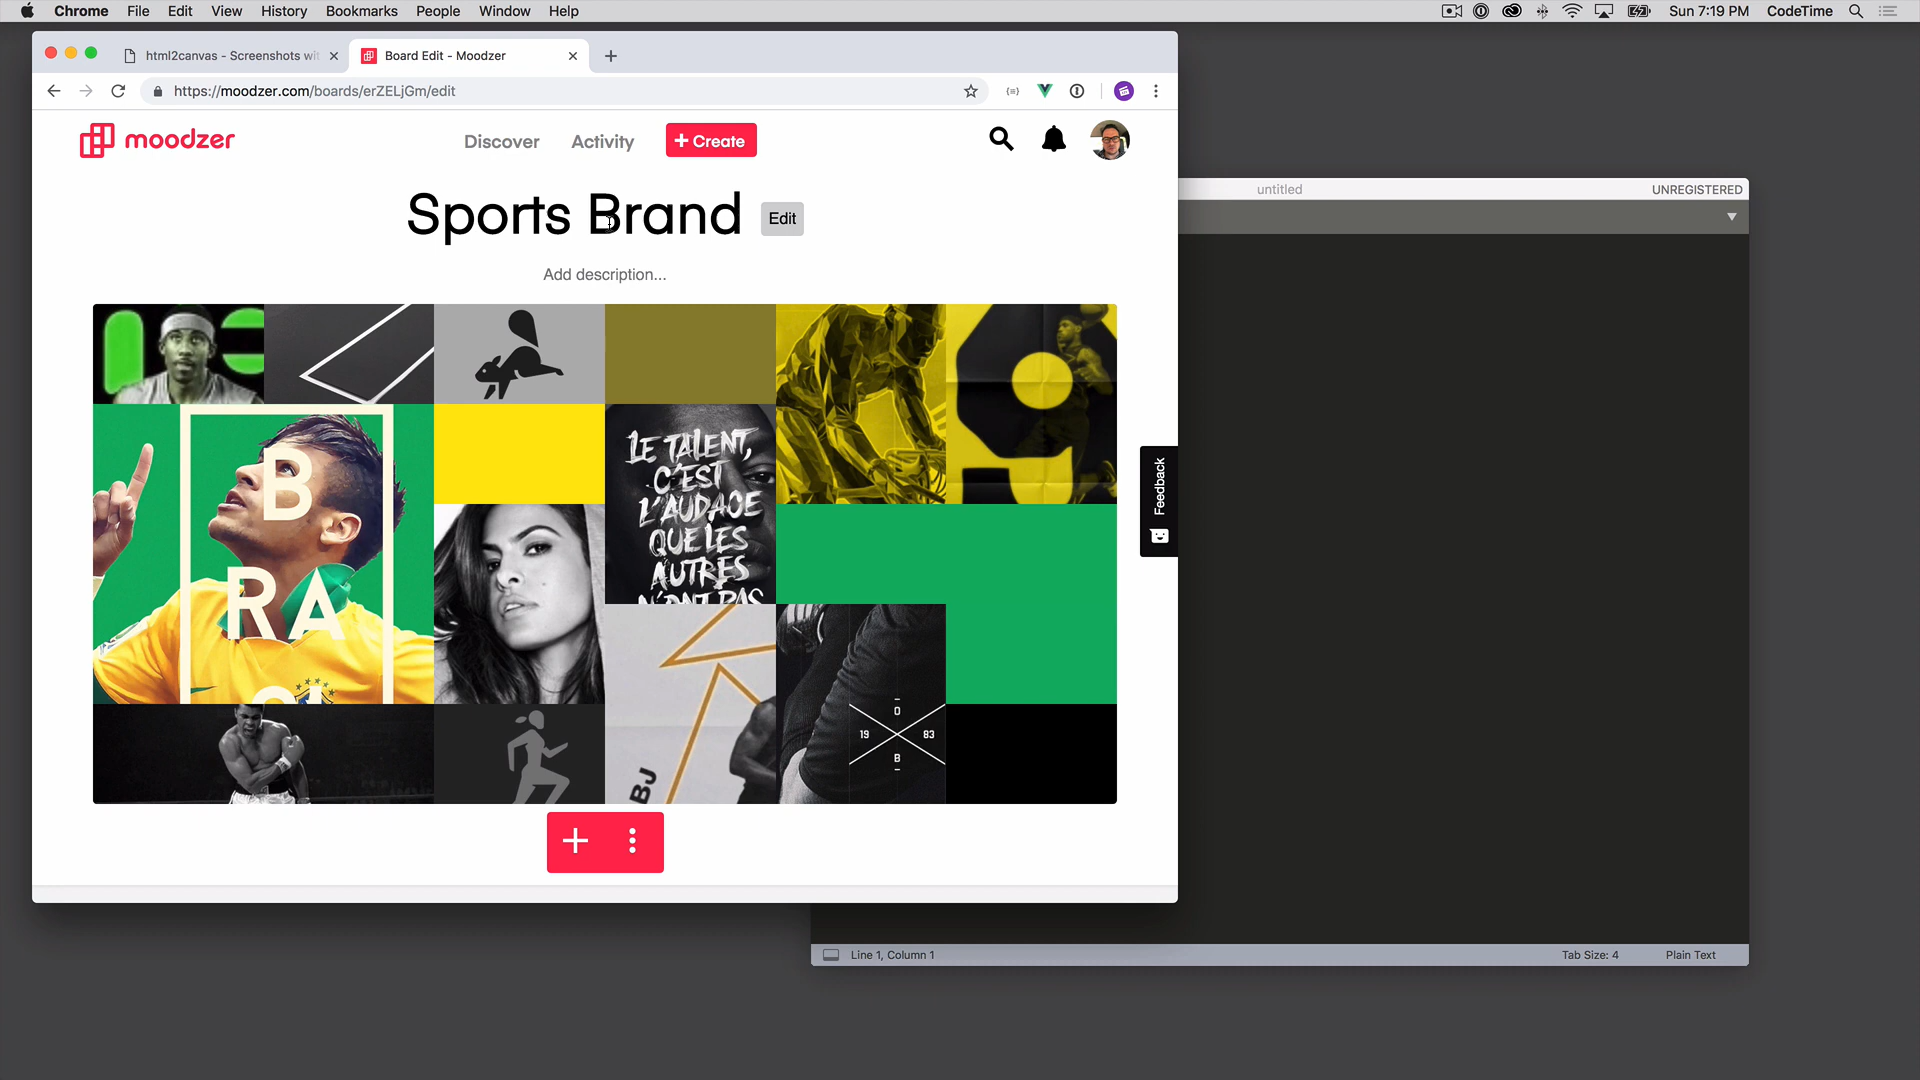 Chrome File Edit View History Bookmarks People Window Help
Sun 7:19 PM CodeTime
html2canvas - Screenshots wit
Board Edit - Moodzer
https://moodzer.com/boards/erZELjGm/edit
moodzer
Discover Activity + Create
untitled
UNREGISTERED
Sports Brand Edit
Add description...
B
RA
LE TALENT,
C'EST
L'AUDACE
QUE LES
AUTRES
N'ONT PAS
Feedback
O
19 83
B
BJ
Line 1, Column 1
Tab Size: 4
Plain Text